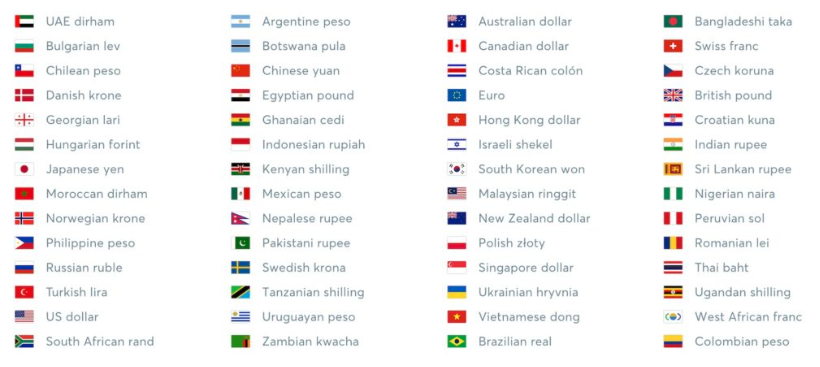 UAE dirham
Argentine peso
Australian dollar
Bangladeshi taka
Bulgarian lev
Botswana pula
Canadian dollar
Swiss franc
Chilean peso
Chinese yuan
Costa Rican colón
Czech koruna
Danish krone
Egyptian pound
Euro
British pound
Georgian lari
Ghanaian cedi
Hong Kong dollar
Croatian kuna
Hungarian forint
Indonesian rupiah
Israeli shekel
Indian rupee
Japanese yen
Kenyan shilling
South Korean won
Sri Lankan rupee
Moroccan dirham
Mexican peso
Malaysian ringgit
Nigerian naira
Norwegian krone
Nepalese rupee
New Zealand dollar
Peruvian sol
Philippine peso
Pakistani rupee
Polish złoty
Romanian lei
Russian ruble
Swedish krona
Singapore dollar
Thai baht
Turkish lira
Tanzanian shilling
Ukrainian hryvnia
Ugandan shilling
US dollar
Uruguayan peso
Vietnamese dong
West African franc
South African rand
Zambian kwacha
Brazilian real
Colombian peso